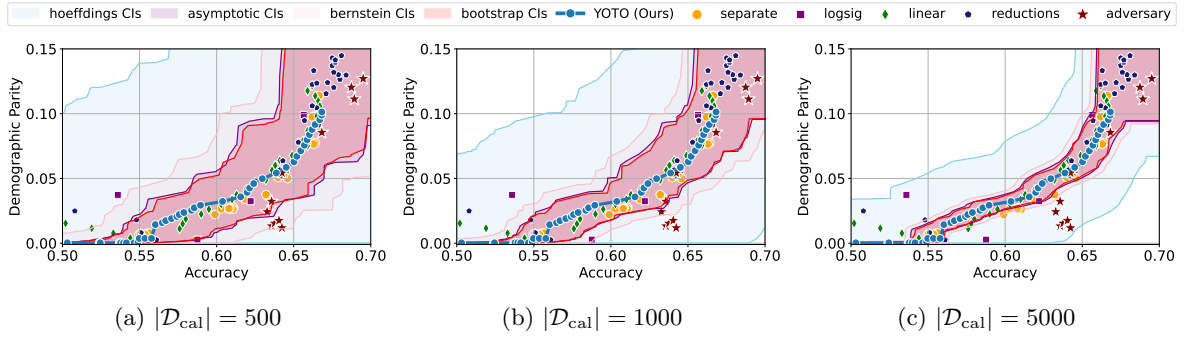 hoeffdings CIs asymptotic CIs bernstein CIs bootstrap CIs YOTO (Ours) separate logsig linear reductions adversary
Demographic Parity
0.15
0.10
0.05
0.00
0.50 0.55 0.60 0.65 0.70
Accuracy
(a) |𝒟cal| = 500
Demographic Parity
0.15
0.10
0.05
0.00
0.50 0.55 0.60 0.65 0.70
Accuracy
(b) |𝒟cal| = 1000
Demographic Parity
0.15
0.10
0.05
0.00
0.50 0.55 0.60 0.65 0.70
Accuracy
(c) |𝒟cal| = 5000